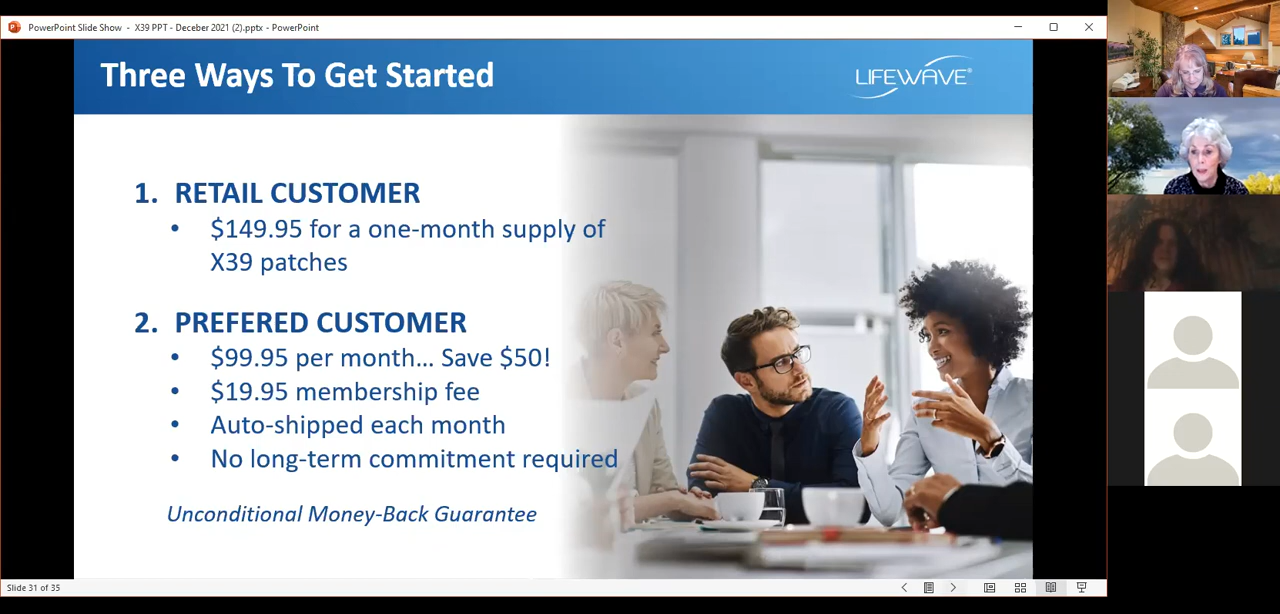 PowerPoint Slide Show - X39 PPT - Deceber 2021 (2).pptx - PowerPoint
Three Ways To Get Started
LIFEWAVE®
1. RETAIL CUSTOMER
• $149.95 for a one-month supply of
X39 patches
2. PREFERED CUSTOMER
• $99.95 per month... Save $50!
• $19.95 membership fee
• Auto-shipped each month
• No long-term commitment required
Unconditional Money-Back Guarantee
Slide 31 of 35